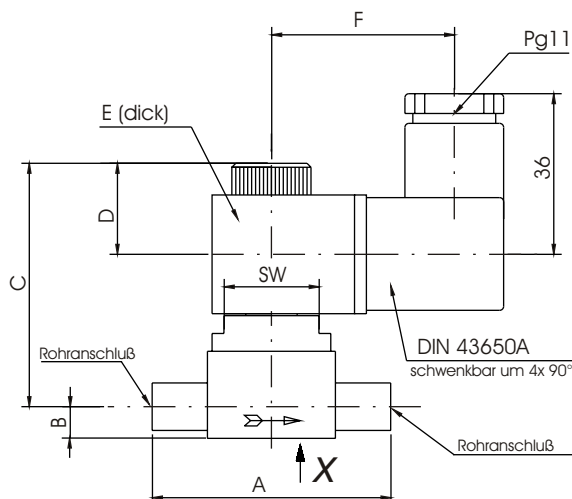 F
Pg11
E (dick)
36
D
C
SW
DIN 43650A
schwenkbar um 4x 90°
Rohranschluß
B
Rohranschluß
X
A